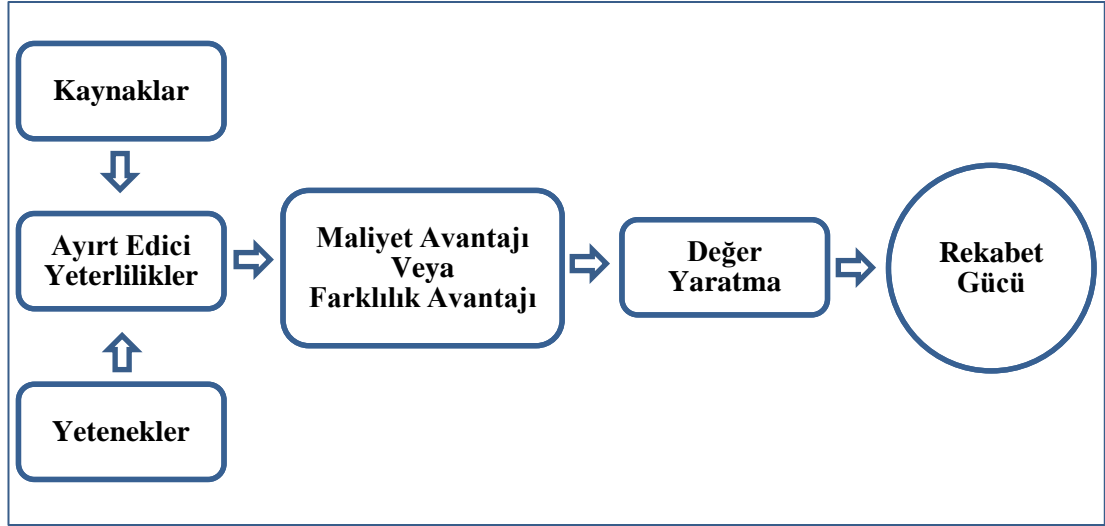 Kaynaklar
Ayırt Edici
Yeterlilikler
Yetenekler
Maliyet Avantajı
Veya
Farklılık Avantajı
Değer
Yaratma
Rekabet
Gücü